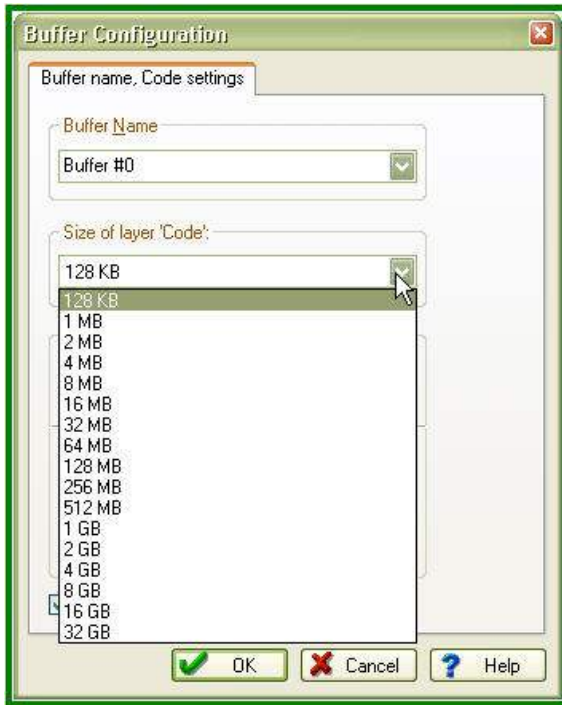 Buffer Configuration
Buffer name, Code settings
Buffer Name
Buffer #0
Size of layer 'Code':
128 KB
128 KB
1 MB
2 MB
4 MB
8 MB
16 MB
32 MB
64 MB
128 MB
256 MB
512 MB
1 GB
2 GB
4 GB
8 GB
16 GB
32 GB
OK
Cancel
? Help